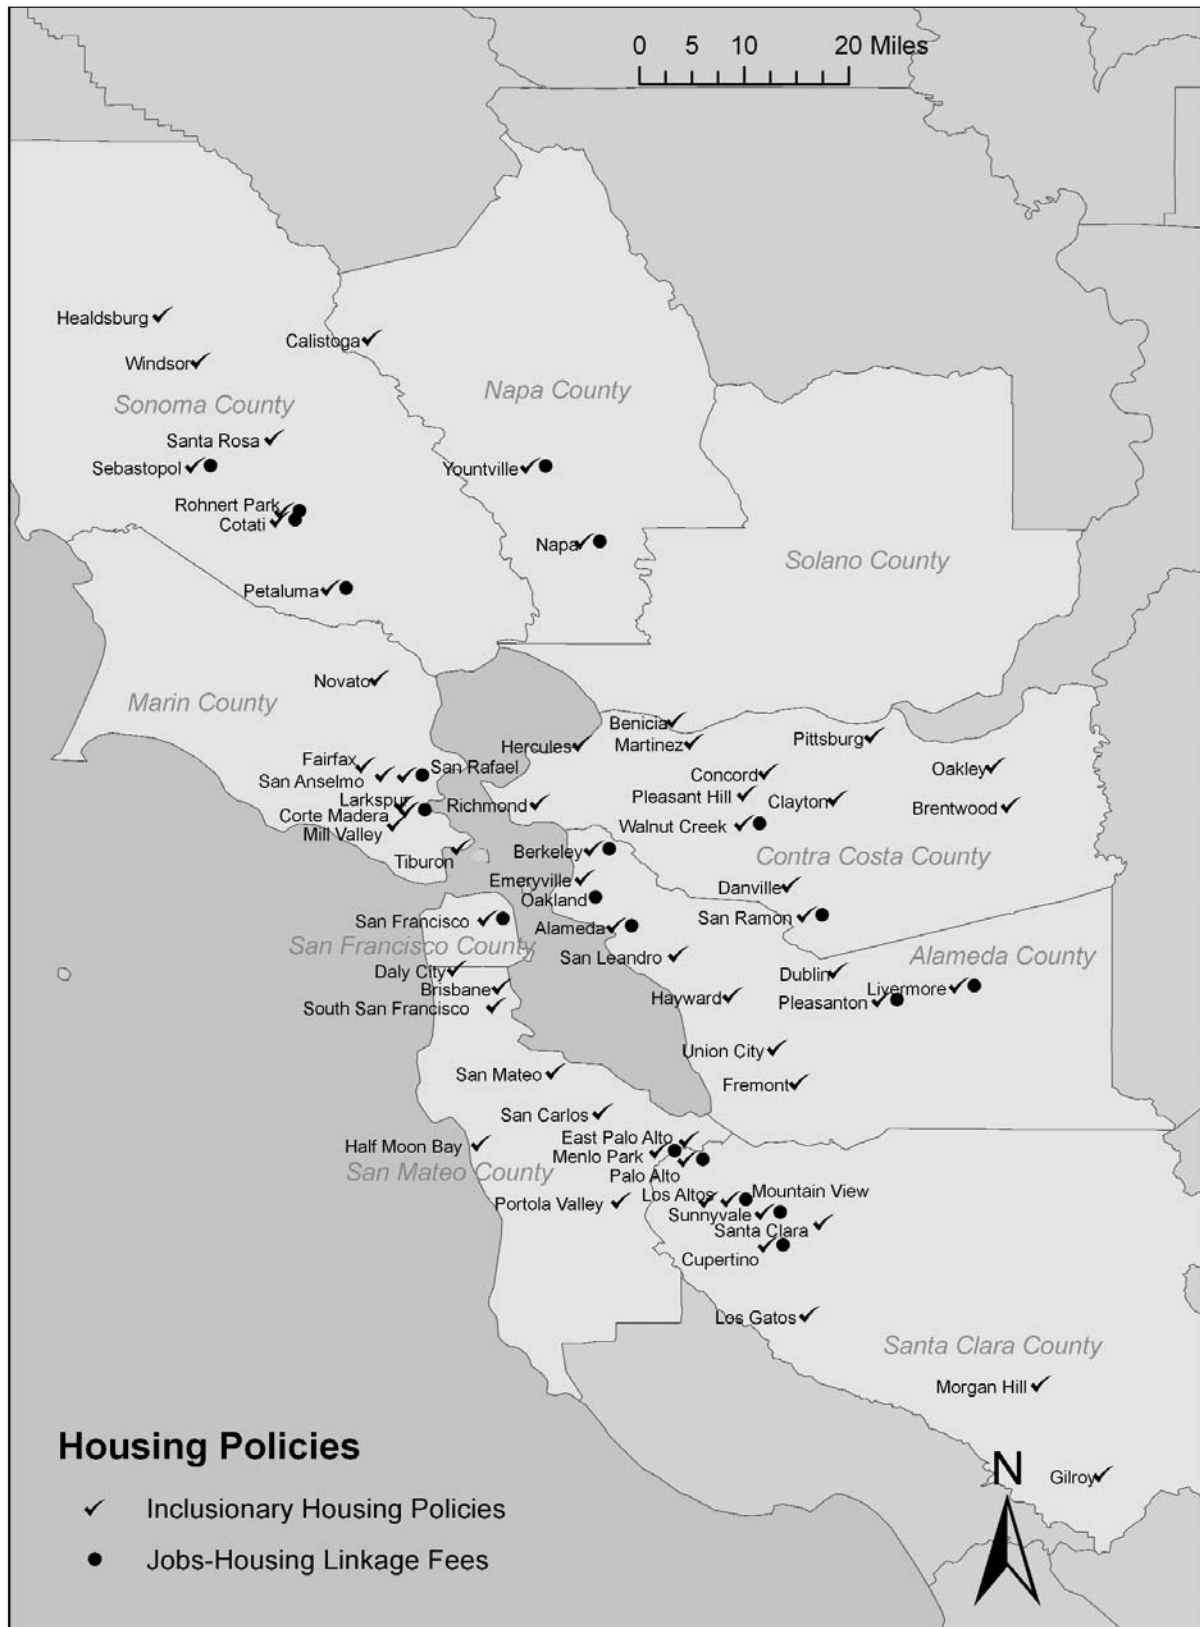 0 5 10 20 Miles
Healdsburg
Calistoga
Windsor
Napa County
Sonoma County
Santa Rosa
Sebastopol
Yountville
Rohnert Park
Cotati
Napa
Solano County
Petaluma
Novato
Marin County
Benicia
Pittsburg
Hercules
Martinez
Fairfax
San Rafael
Oakley
San Anselmo
Concord
Pleasant Hill
Larkspur
Richmond
Clayton
Brentwood
Corte Madera
Walnut Creek
Mill Valley
Berkeley
Contra Costa County
Tiburon
Emeryville
Danville
Oakland
San Francisco
San Ramon
Alameda
San Francisco County
San Leandro
Alameda County
Daly City
Dublin
Brisbane
Livermore
Hayward
Pleasanton
South San Francisco
Union City
San Mateo
Fremont
San Carlos
East Palo Alto
Half Moon Bay
Menlo Park
San Mateo County
Palo Alto
Los Altos
Mountain View
Portola Valley
Sunnyvale
Santa Clara
Cupertino
Los Gatos
Santa Clara County
Morgan Hill
Housing Policies
N
Gilroy
Inclusionary Housing Policies
Jobs-Housing Linkage Fees